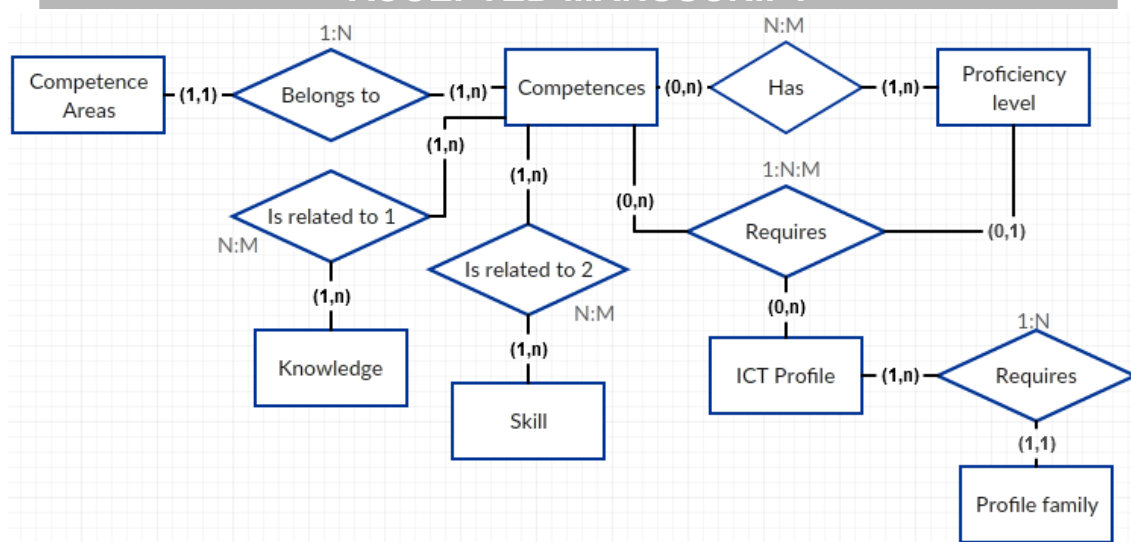 ACCEPTED MANUSCRIPT
1:N
N:M
Competence
Areas
(1,1)
Belongs to
(1,n)
Competences
(0,n)
Has
(1,n)
Proficiency
level
(1,n)
(1,n)
1:N:M
Is related to 1
(0,n)
Requires
(0,1)
N:M
Is related to 2
(1,n)
N:M
(0,n)
1:N
(1,n)
Knowledge
ICT Profile
(1,n)
Requires
Skill
(1,1)
Profile family